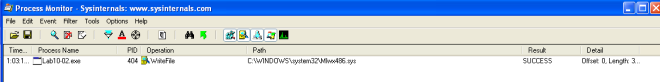 Process Monitor - Sysinternals: www.sysinternals.com
File Edit Event Filter Tools Options Help
Time... Process Name PID Operation Path Result Detail
1:03:1... Lab10-02.exe 404 WriteFile C:\WINDOWS\system32\Mlwx486.sys SUCCESS Offset: 0, Length: 3...